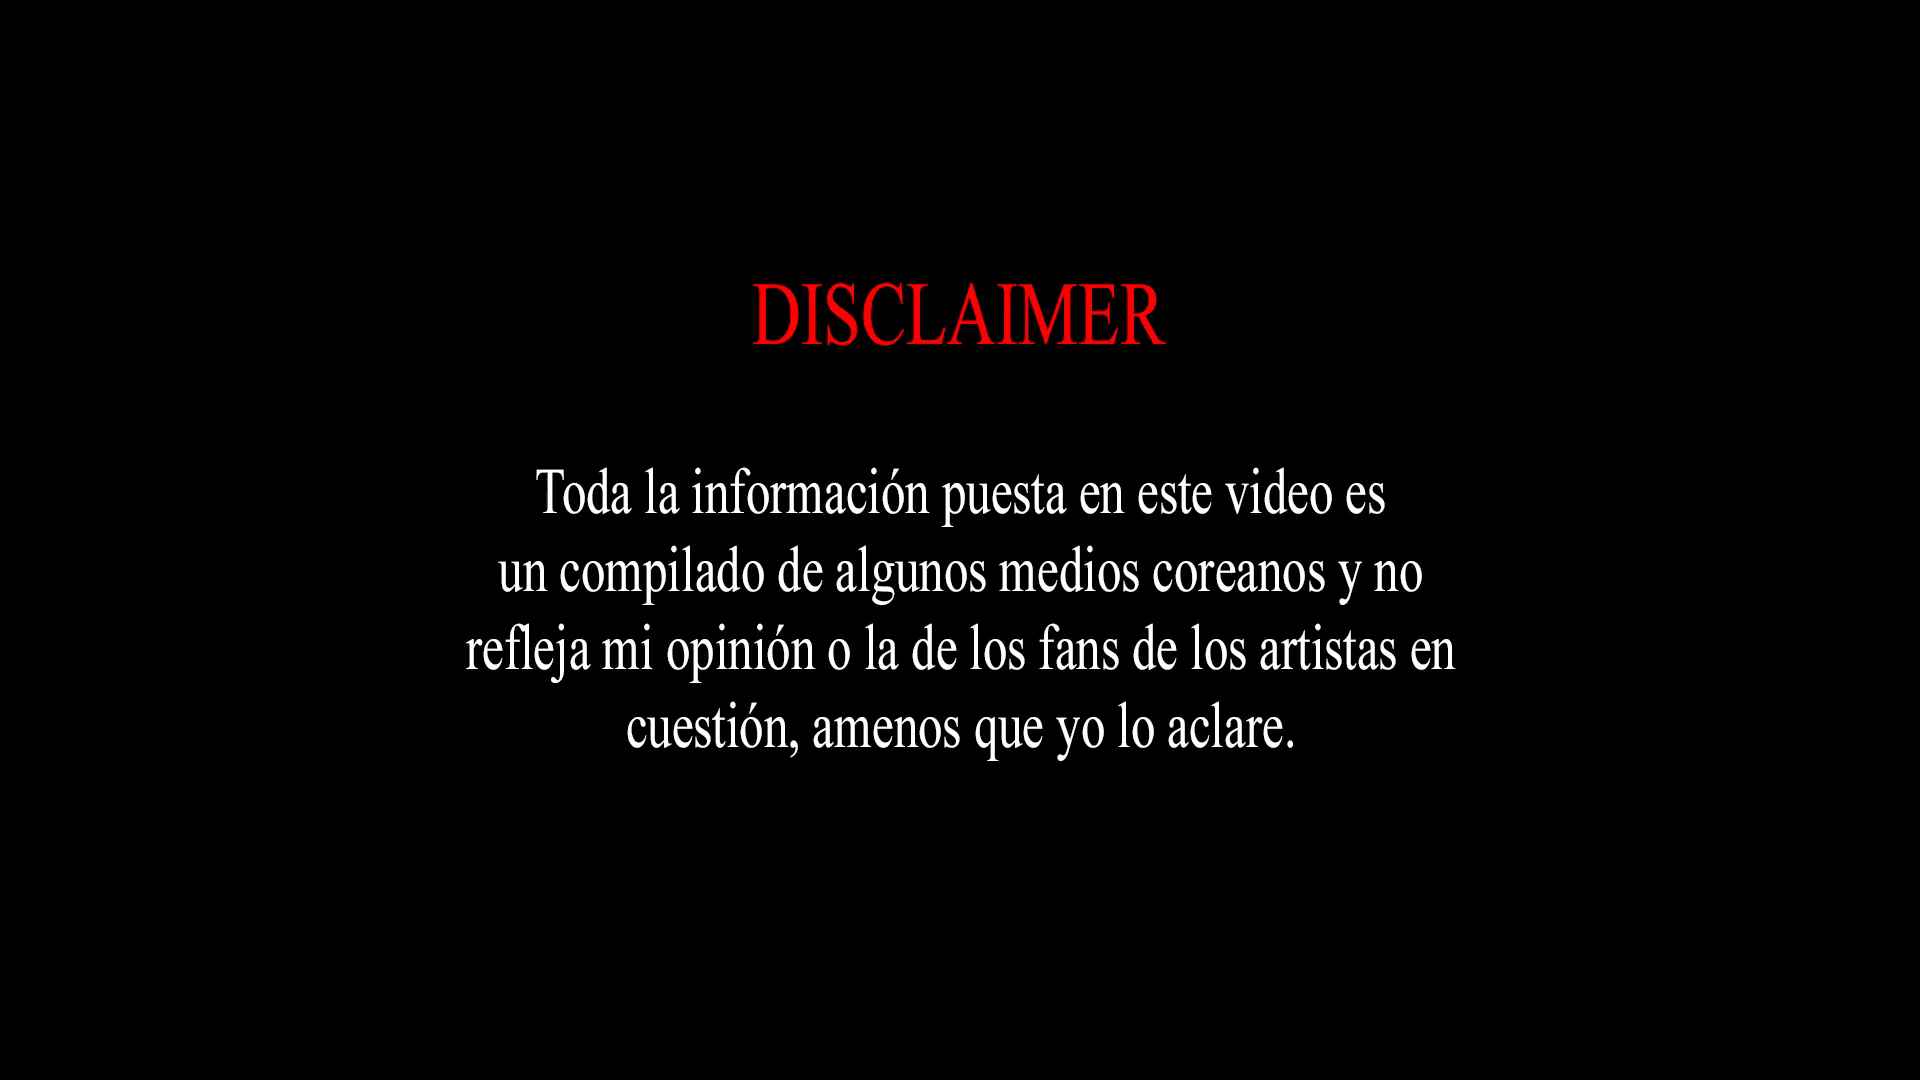 DISCLAIMER
Toda la información puesta en este video es
un compilado de algunos medios coreanos y no
refleja mi opinión o la de los fans de los artistas en
cuestión, amenos que yo lo aclare.